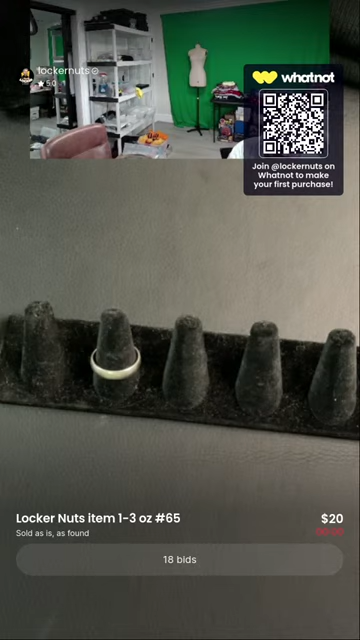 lockernuts
5.0
whatnot
Join @lockernuts on
Whatnot to make
your first purchase!
Locker Nuts item 1-3 oz #65
$20
Sold as is, as found
18 bids